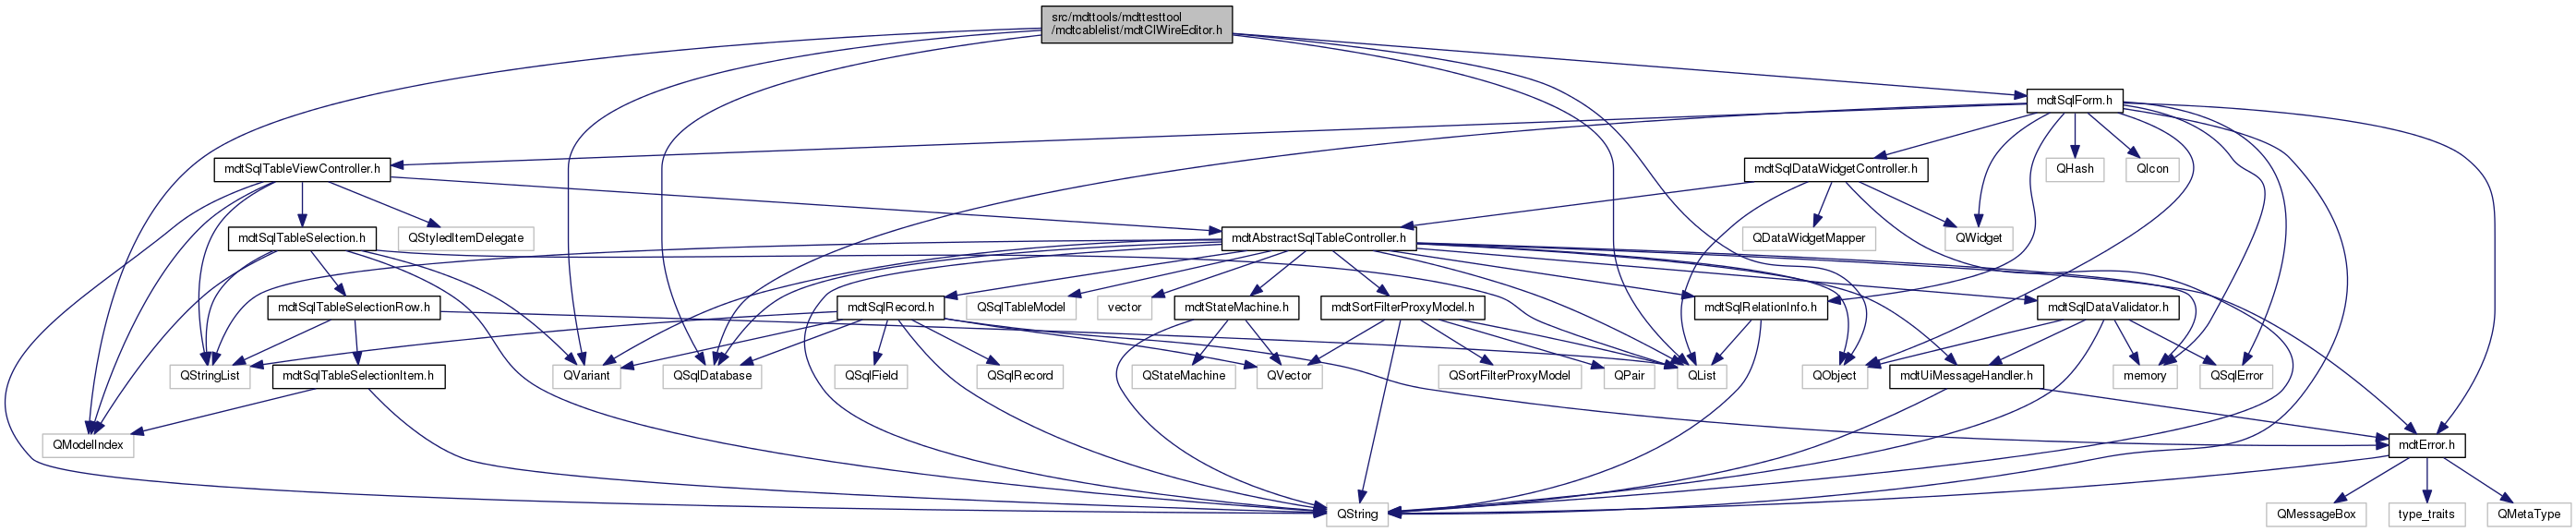 src/mdttools/mdttesttool
/mdtcablelist/mdtClWireEditor.h
mdtSqlForm.h
mdtSqlTableViewController.h
mdtSqlDataWidgetController.h
QHash
QIcon
mdtSqlTableSelection.h
QStyledItemDelegate
mdtAbstractSqlTableController.h
QDataWidgetMapper
QWidget
mdtSqlTableSelectionRow.h
mdtSqlRecord.h
QSqlTableModel
vector
mdtStateMachine.h
mdtSortFilterProxyModel.h
mdtSqlRelationInfo.h
mdtSqlDataValidator.h
QStringList
mdtSqlTableSelectionItem.h
QVariant
QSqlDatabase
QSqlField
QSqlRecord
QStateMachine
QVector
QSortFilterProxyModel
QPair
QList
QObject
mdtUiMessageHandler.h
memory
QSqlError
QModelIndex
mdtError.h
QString
QMessageBox
type_traits
QMetaType